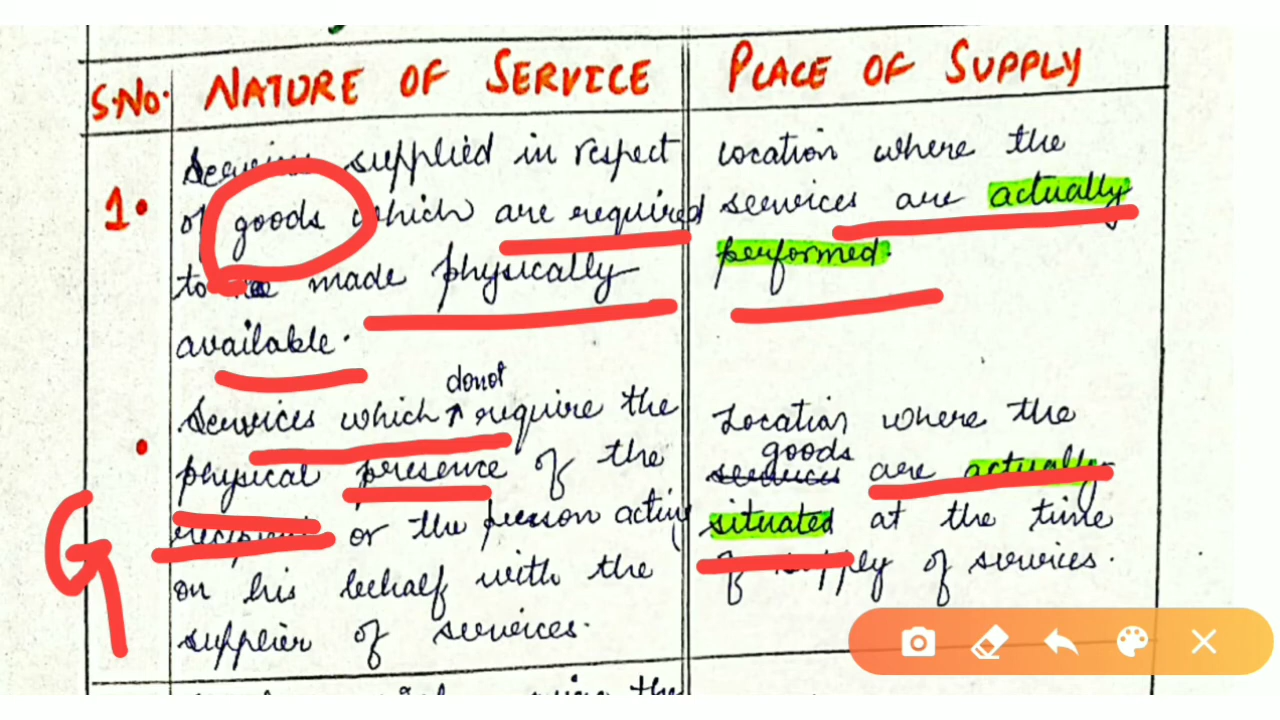 S.No. NATURE OF SERVICE PLACE OF SUPPLY
Services supplied in respect
of goods which are required
to be made physically
available.
Location where the
services are actually
performed.
1.
donot
Services which ↑ require the
physical presence of the
recipient or the person acting
on his behalf with the
supplier of services.
Location where the
goods
services are actually
situated at the time
of supply of services.
the